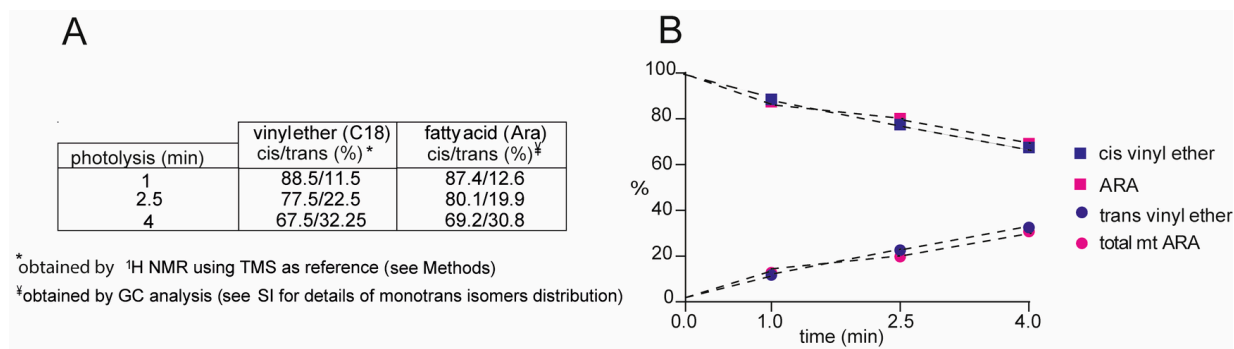 A
vinylether (C18) fatty acid (Ara)
photolysis (min) cis/trans (%)* cis/trans (%)¥
1 88.5/11.5 87.4/12.6
2.5 77.5/22.5 80.1/19.9
4 67.5/32.25 69.2/30.8
*obtained by ¹H NMR using TMS as reference (see Methods)
¥obtained by GC analysis (see SI for details of monotrans isomers distribution)
B
100
80
60
%
40
20
0
0.0 1.0 2.5 4.0
time (min)
cis vinyl ether
ARA
trans vinyl ether
total mt ARA